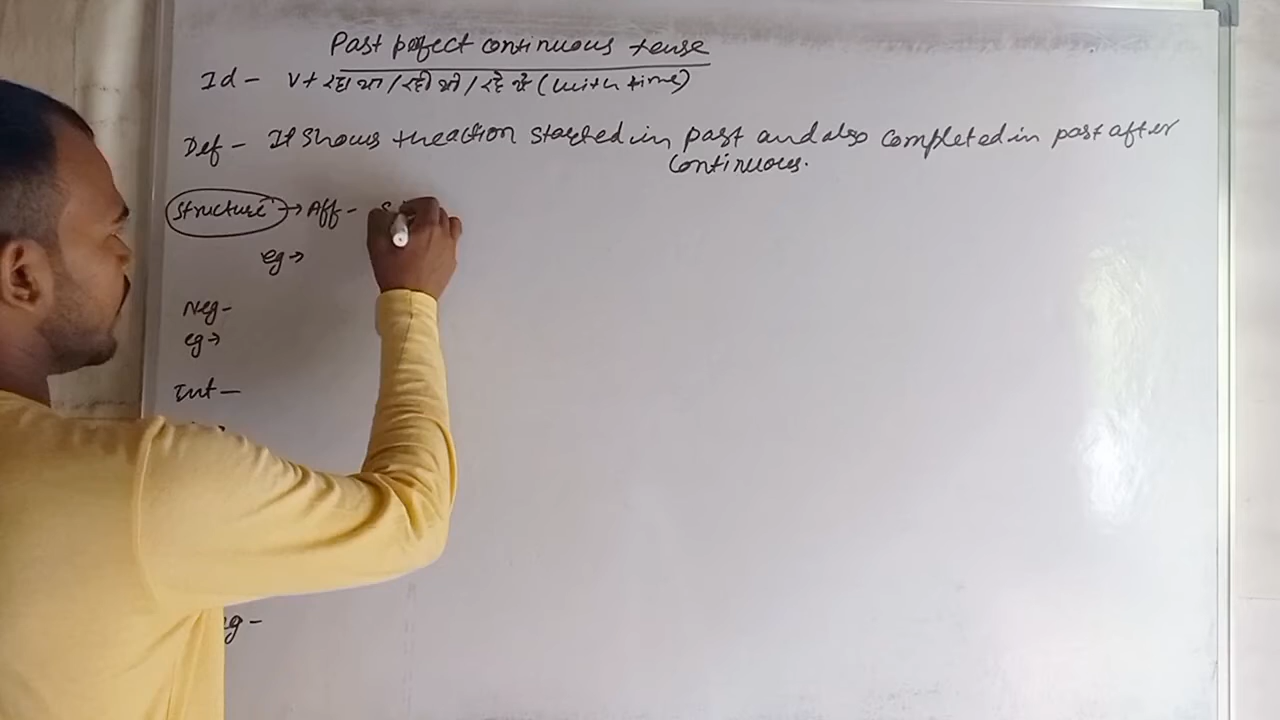 Past perfect continuous tense
Id - V + रहा था / रही थी / रहे थे (with time)
Def - It shows the action started in past and also completed in past after
continuous.
Structure → Aff - S
eg →
Neg -
eg →
Int -